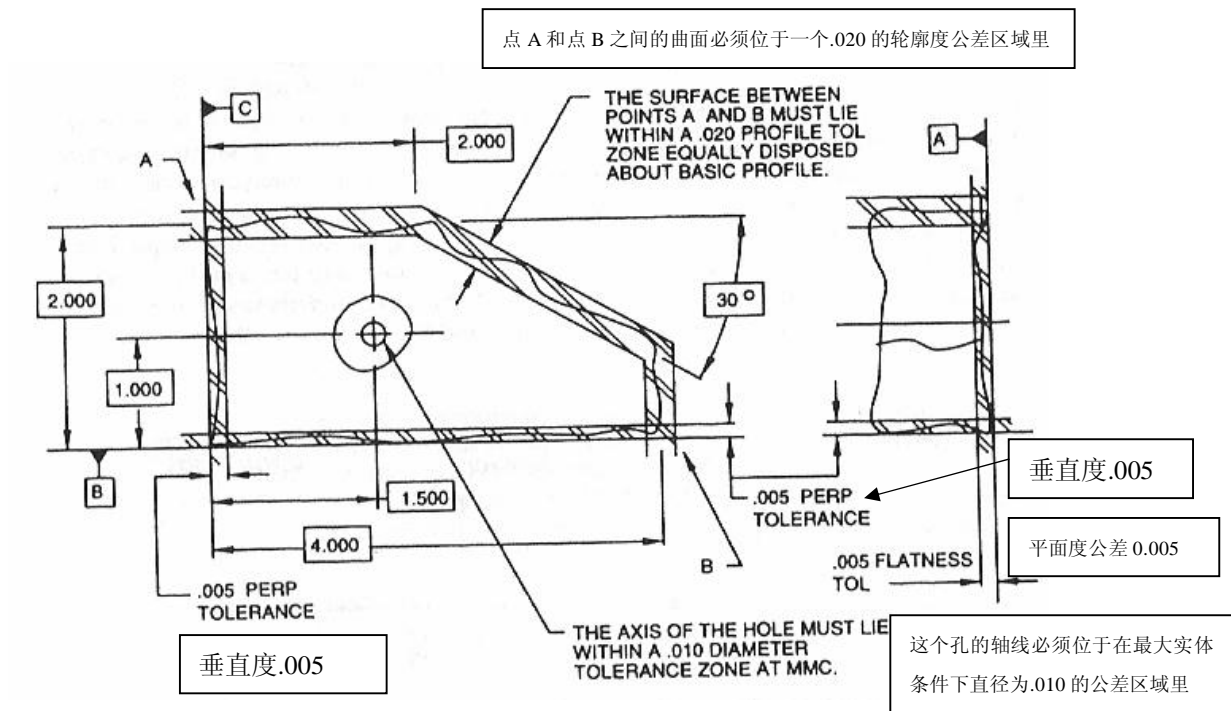 点 A 和点 B 之间的曲面必须位于一个.020 的轮廓度公差区域里
C
THE SURFACE BETWEEN
POINTS A AND B MUST LIE
WITHIN A .020 PROFILE TOL
ZONE EQUALLY DISPOSED
ABOUT BASIC PROFILE.
A
2.000
A
2.000
30°
1.000
B
1.500
4.000
.005 PERP
TOLERANCE
垂直度.005
.005 PERP
TOLERANCE
垂直度.005
平面度公差 0.005
.005 FLATNESS
TOL
B
THE AXIS OF THE HOLE MUST LIE
WITHIN A .010 DIAMETER
TOLERANCE ZONE AT MMC.
这个孔的轴线必须位于在最大实体
条件下直径为.010 的公差区域里